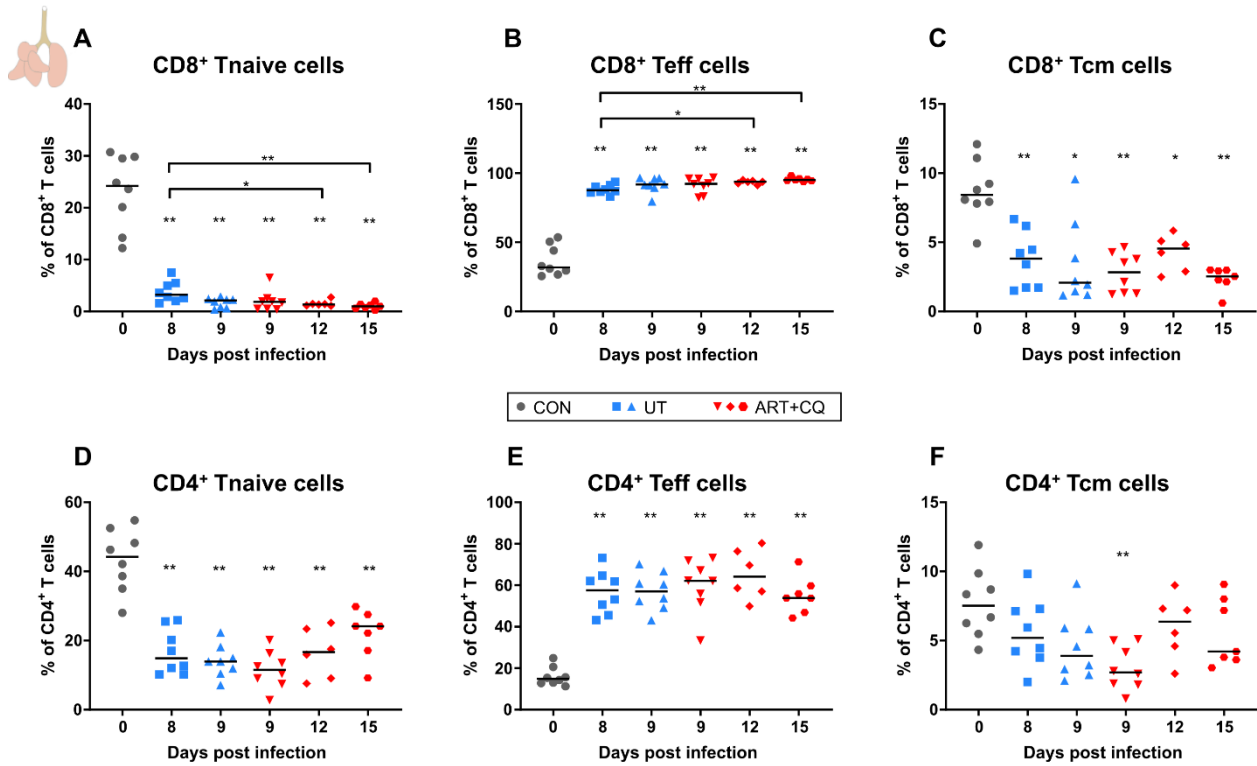 A
CD8⁺ Tnaive cells
% of CD8⁺ T cells
40
30
20
10
0
**
*
** ** ** ** **
0 8 9 9 12 15
Days post infection
B
CD8⁺ Teff cells
% of CD8⁺ T cells
150
100
50
0
**
*
** ** ** ** **
0 8 9 9 12 15
Days post infection
C
CD8⁺ Tcm cells
% of CD8⁺ T cells
15
10
5
0
** * ** * **
0 8 9 9 12 15
Days post infection
CON UT ART+CQ
D
CD4⁺ Tnaive cells
% of CD4⁺ T cells
60
40
20
0
** ** ** ** **
0 8 9 9 12 15
Days post infection
E
CD4⁺ Teff cells
% of CD4⁺ T cells
100
80
60
40
20
0
** ** ** ** **
0 8 9 9 12 15
Days post infection
F
CD4⁺ Tcm cells
% of CD4⁺ T cells
15
10
5
0
**
0 8 9 9 12 15
Days post infection